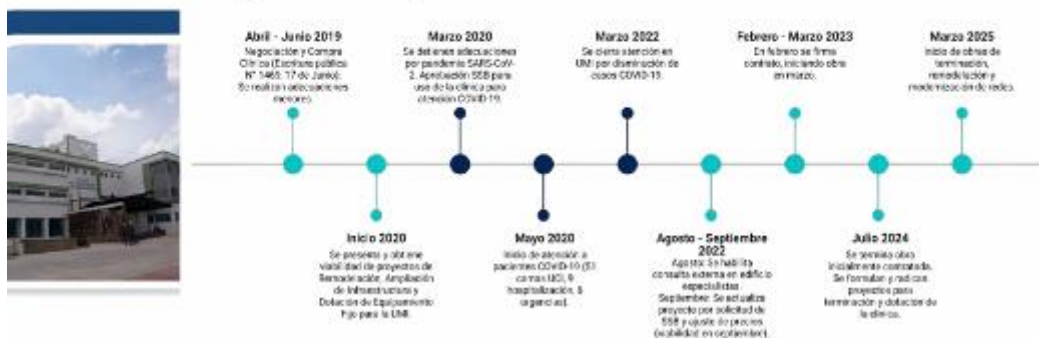 Abril - Junio 2019
Negociación y Compra
Clínica (Escritura pública
N° 1469: 17 de Junio):
Se realizan adecuaciones
menores.
Marzo 2020
Se detienen adecuaciones
por pandemia SARS-CoV-
2. Aprobación SSB para
uso de la clínica para
atención COVID-19.
Marzo 2022
Se cierra atención en
UMI por disminución de
casos COVID-19.
Febrero - Marzo 2023
En febrero se firma
contrato, iniciando obra
en marzo.
Marzo 2025
Inicio de obras de
terminación,
remodelación y
modernización de redes.
Inicio 2020
Se presenta y obtiene
viabilidad de proyectos de
Remodelación, Ampliación
de Infraestructura y
Dotación de Equipamiento
Fijo para la UMI.
Mayo 2020
Inicio de atención a
pacientes COVID-19 (51
camas UCI, 9
hospitalización, 6
urgencias).
Agosto - Septiembre
2022
Agosto: Se habilita
consulta externa en edificio
especialistas.
Septiembre: Se actualiza
proyecto por solicitud de
SSB y ajuste de precios
(viabilidad en septiembre).
Julio 2024
Se termina obra
inicialmente contratada.
Se formulan y radican
proyectos para
terminación y dotación de
la clínica.